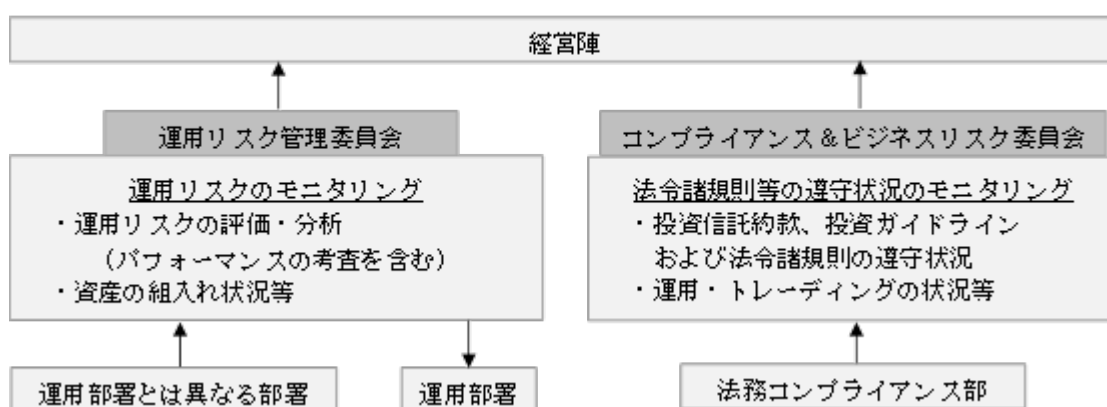 経営陣
運用リスク管理委員会
運用リスクのモニタリング
・運用リスクの評価・分析
(パフォーマンスの考査を含む)
・資産の組入れ状況等
運用部署とは異なる部署
運用部署
コンプライアンス＆ビジネスリスク委員会
法令諸規則等の遵守状況のモニタリング
・投資信託約款、投資ガイドライン
および法令諸規則の遵守状況
・運用・トレーディングの状況等
法務コンプライアンス部